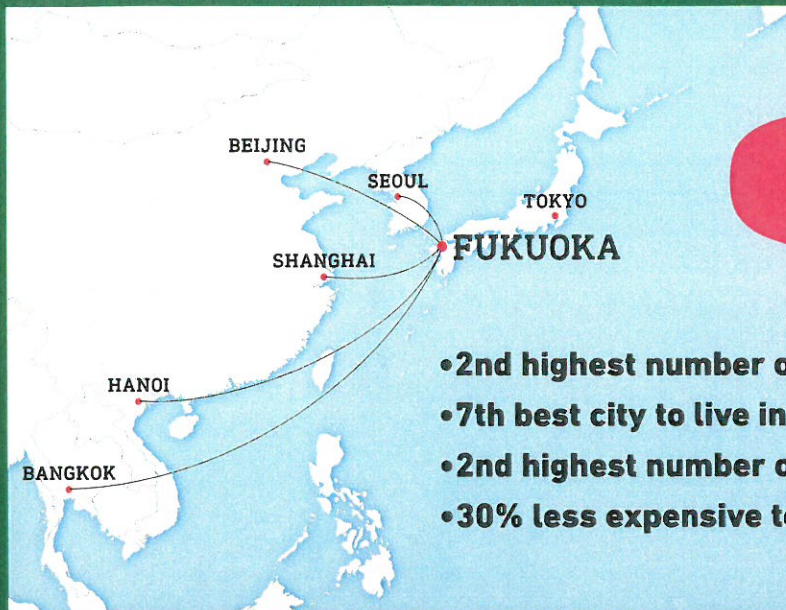 BEIJING
SEOUL
TOKYO
FUKUOKA
SHANGHAI
HANOI
BANGKOK
•2nd highest number o
•7th best city to live in
•2nd highest number o
•30% less expensive to